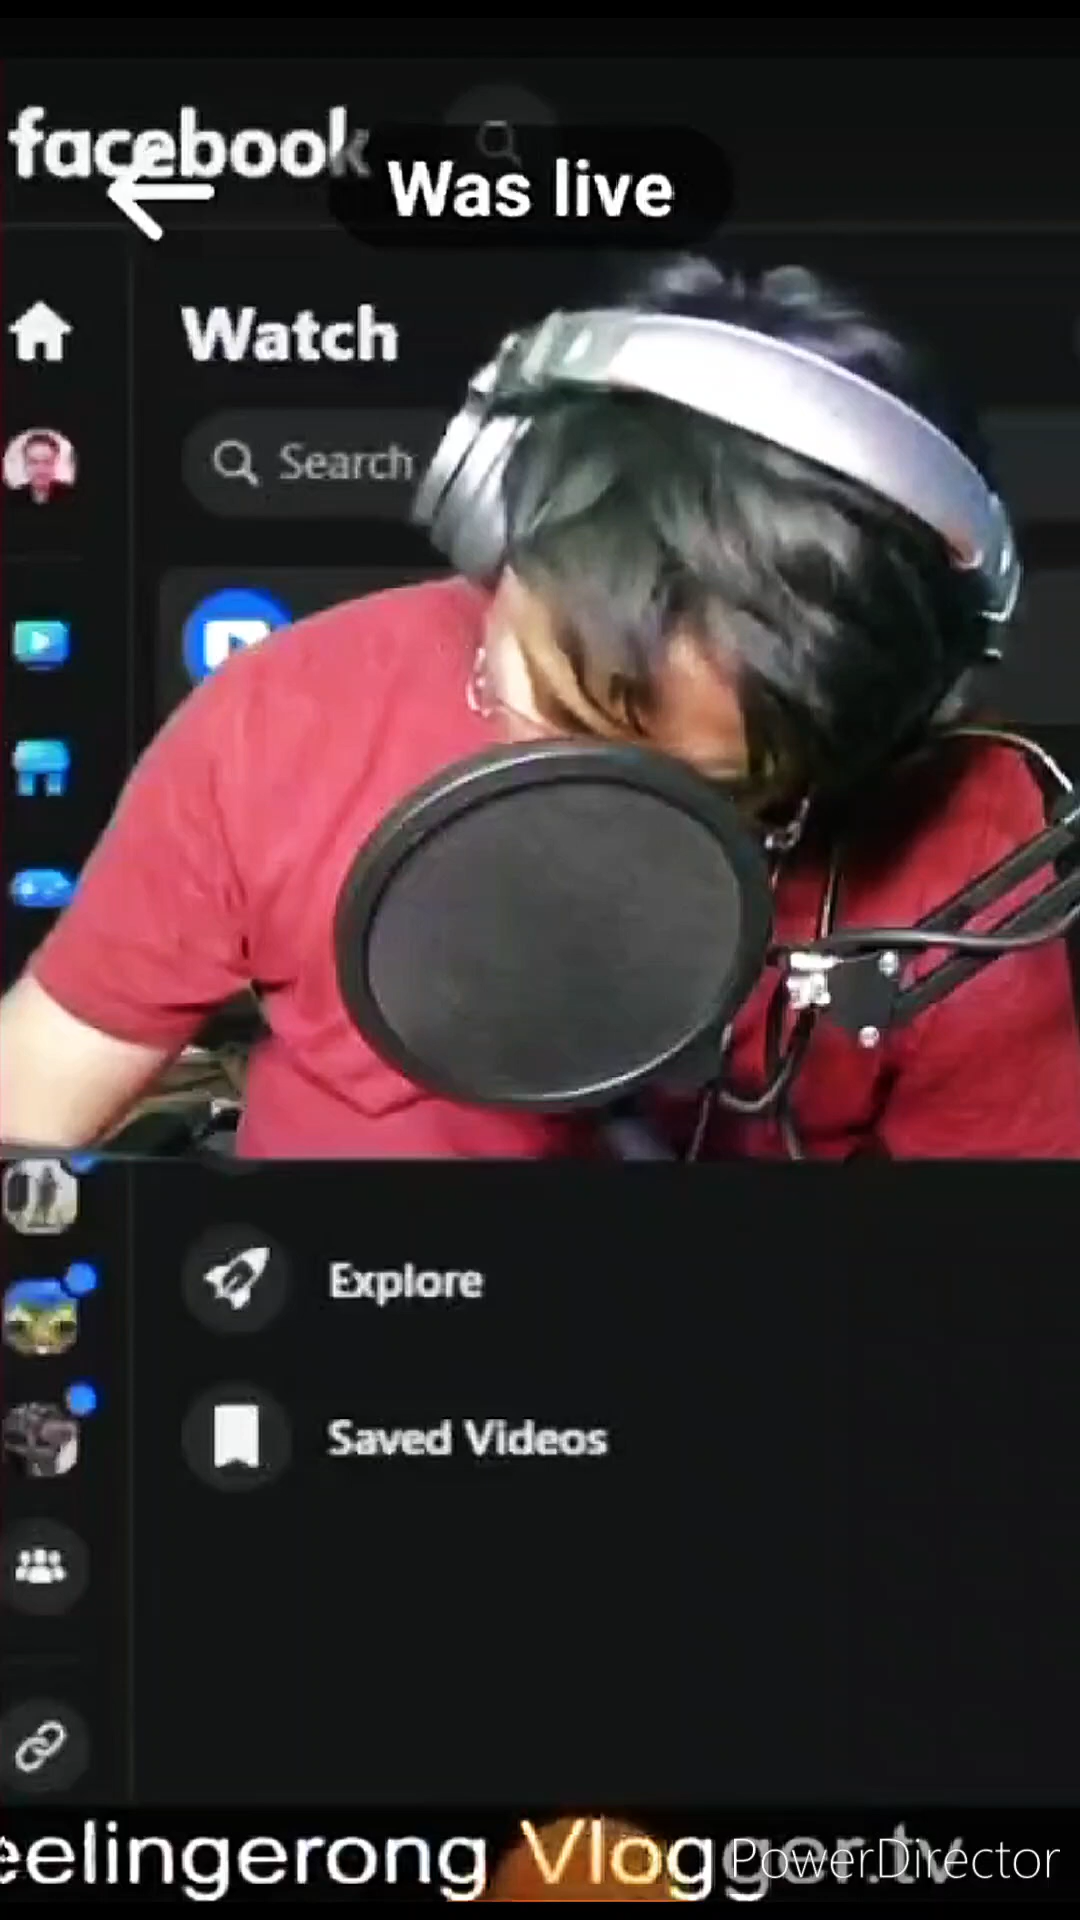 facebook
Was live
Watch
Search
Explore
Saved Videos
eelingerong Vlogger.tv
PowerDirector